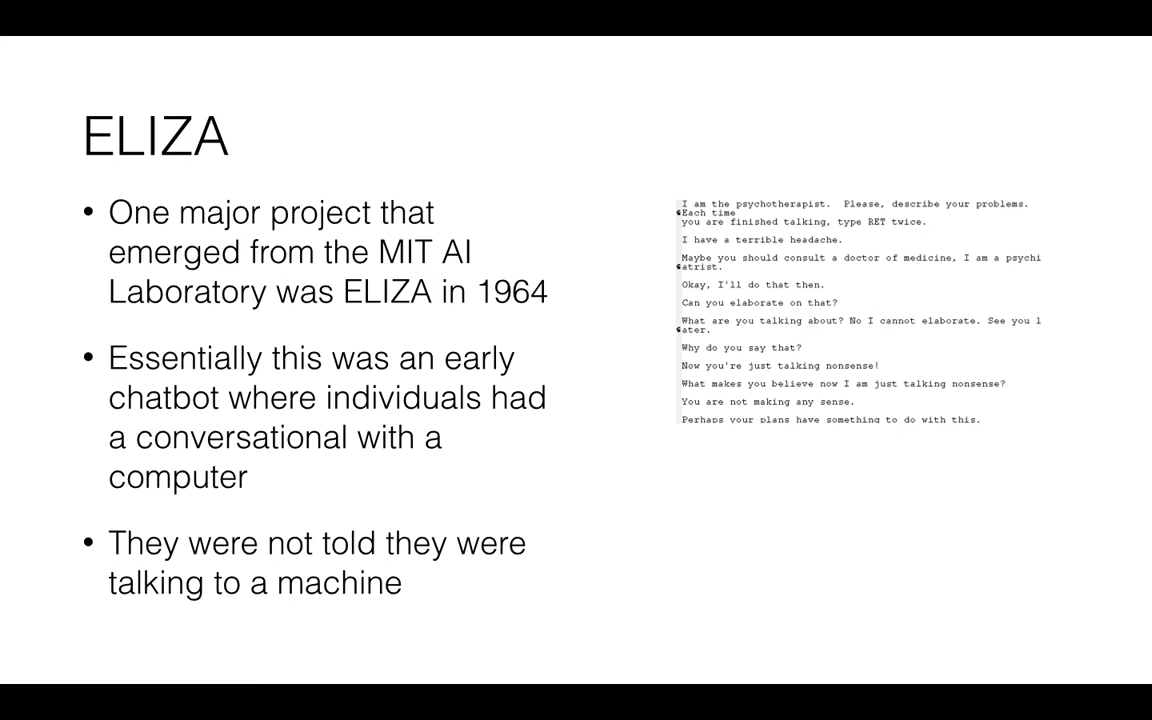 ELIZA
• One major project that
emerged from the MIT AI
Laboratory was ELIZA in 1964
• Essentially this was an early
chatbot where individuals had
a conversational with a
computer
• They were not told they were
talking to a machine
I am the psychotherapist.  Please, describe your problems.
Each time
you are finished talking, type RET twice.
I have a terrible headache.
Maybe you should consult a doctor of medicine, I am a psychi
atrist.
Okay, I'll do that then.
Can you elaborate on that?
What are you talking about? No I cannot elaborate. See you l
ater.
Why do you say that?
Now you're just talking nonsense!
What makes you believe now I am just talking nonsense?
You are not making any sense.
Perhaps your plans have something to do with this.